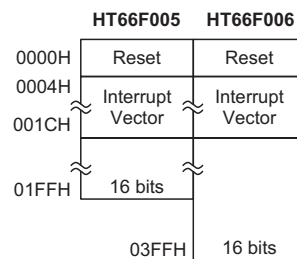 HT66F005 HT66F006
0000H Reset Reset
0004H
Interrupt Vector Interrupt Vector
001CH
01FFH 16 bits
03FFH 16 bits